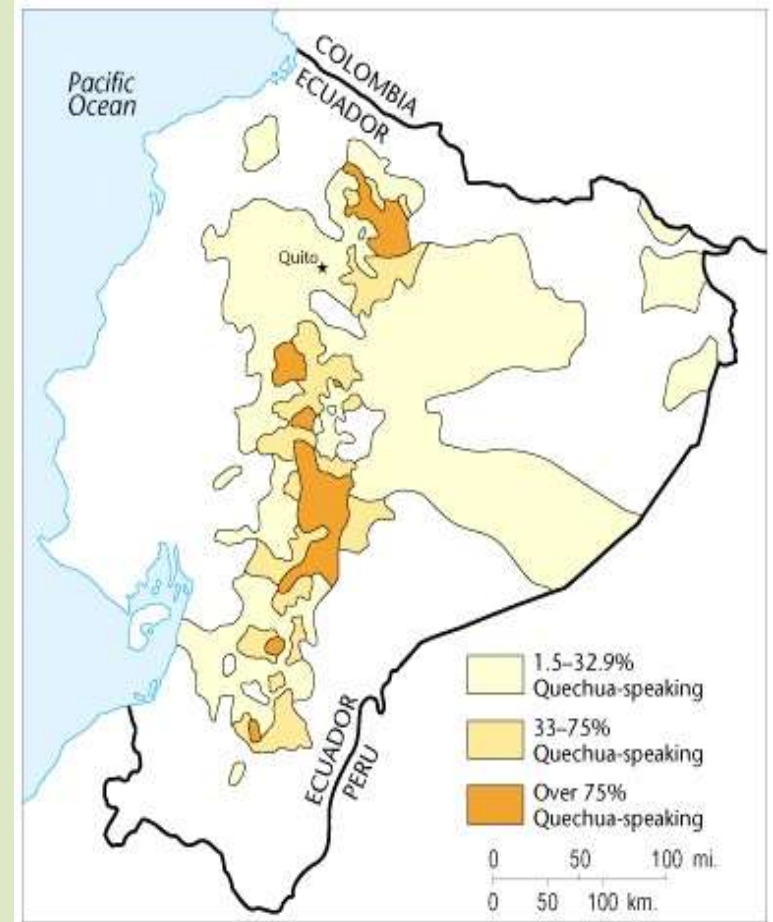 Pacific
Ocean
COLOMBIA
ECUADOR
Quito
ECUADOR
PERU
1.5–32.9%
Quechua-speaking
33–75%
Quechua-speaking
Over 75%
Quechua-speaking
0 50 100 mi.
0 50 100 km.